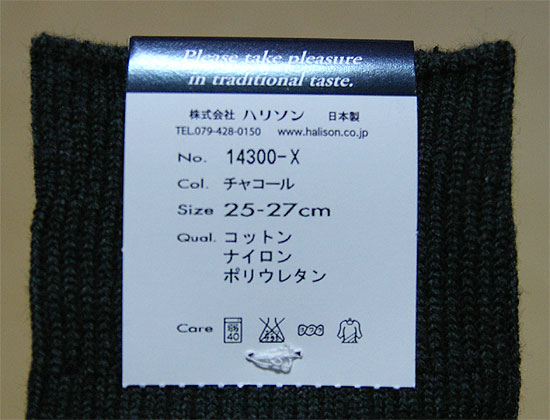 Please take pleasure
in traditional taste.
株式会社 ハリソン 日本製
TEL.079-428-0150 www.halison.co.jp
No. 14300-X
Col. チャコール
Size 25-27cm
Qual. コットン
ナイロン
ポリウレタン
Care 弱 40